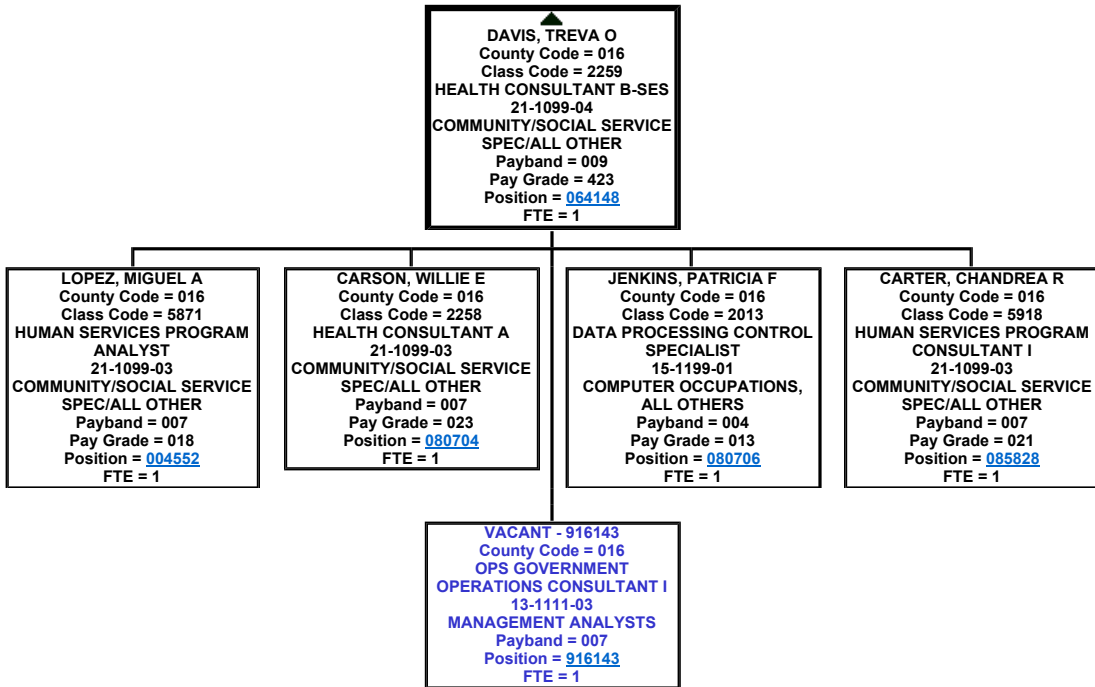 DAVIS, TREVA O
County Code = 016
Class Code = 2259
HEALTH CONSULTANT B-SES
21-1099-04
COMMUNITY/SOCIAL SERVICE
SPEC/ALL OTHER
Payband = 009
Pay Grade = 423
Position = 064148
FTE = 1
LOPEZ, MIGUEL A
County Code = 016
Class Code = 5871
HUMAN SERVICES PROGRAM
ANALYST
21-1099-03
COMMUNITY/SOCIAL SERVICE
SPEC/ALL OTHER
Payband = 007
Pay Grade = 018
Position = 004552
FTE = 1
CARSON, WILLIE E
County Code = 016
Class Code = 2258
HEALTH CONSULTANT A
21-1099-03
COMMUNITY/SOCIAL SERVICE
SPEC/ALL OTHER
Payband = 007
Pay Grade = 023
Position = 080704
FTE = 1
JENKINS, PATRICIA F
County Code = 016
Class Code = 2013
DATA PROCESSING CONTROL
SPECIALIST
15-1199-01
COMPUTER OCCUPATIONS,
ALL OTHERS
Payband = 004
Pay Grade = 013
Position = 080706
FTE = 1
CARTER, CHANDREA R
County Code = 016
Class Code = 5918
HUMAN SERVICES PROGRAM
CONSULTANT I
21-1099-03
COMMUNITY/SOCIAL SERVICE
SPEC/ALL OTHER
Payband = 007
Pay Grade = 021
Position = 085828
FTE = 1
VACANT - 916143
County Code = 016
OPS GOVERNMENT
OPERATIONS CONSULTANT I
13-1111-03
MANAGEMENT ANALYSTS
Payband = 007
Position = 916143
FTE = 1